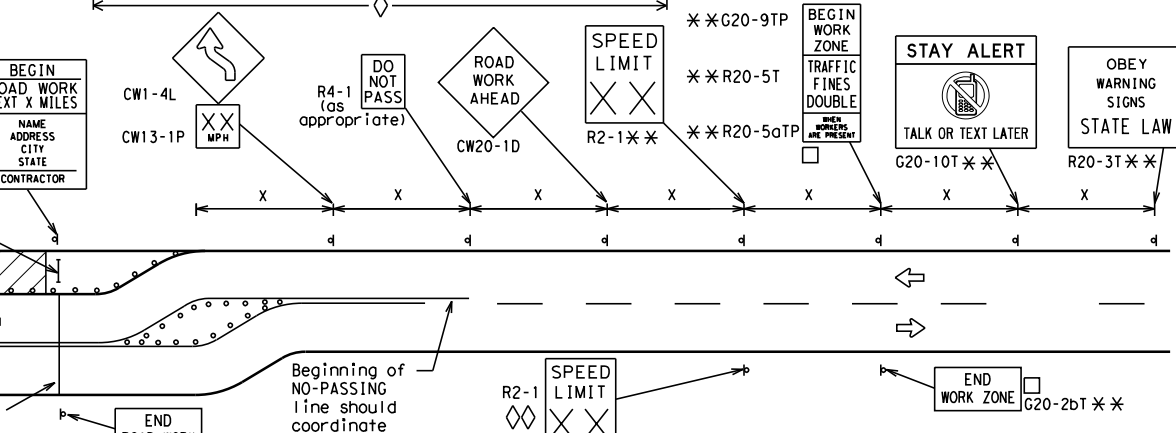 BEGIN
ROAD WORK
NEXT X MILES
NAME
ADDRESS
CITY
STATE
CONTRACTOR
CW1-4L
CW13-1P
XX
MPH
R4-1
(as
appropriate)
DO
NOT
PASS
ROAD
WORK
AHEAD
CW20-1D
SPEED
LIMIT
XX
R2-1**
**G20-9TP
**R20-5T
**R20-5aTP
BEGIN
WORK
ZONE
TRAFFIC
FINES
DOUBLE
WHEN
WORKERS
ARE PRESENT
STAY ALERT
TALK OR TEXT LATER
G20-10T**
OBEY
WARNING
SIGNS
STATE LAW
R20-3T**
X X X X X X X
Beginning of
NO-PASSING
line should
coordinate
R2-1
SPEED
LIMIT
X X
END
WORK ZONE
G20-2bT**
END
ROAD WORK